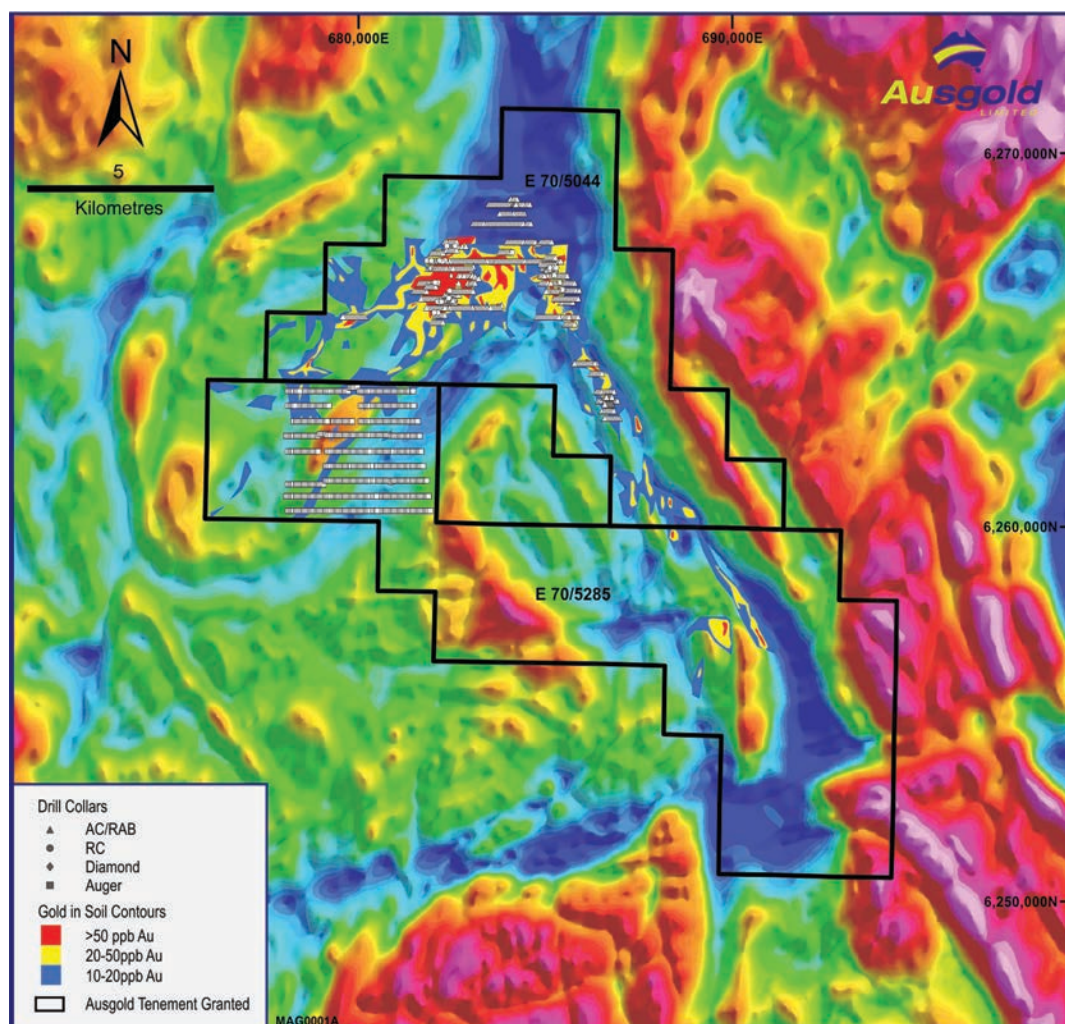 680,000E
690,000E
N
Ausgold
LIMITED
5
Kilometres
6,270,000N
E 70/5044
6,260,000N
E 70/5285
6,250,000N
Drill Collars
AC/RAB
RC
Diamond
Auger
Gold in Soil Contours
>50 ppb Au
20-50ppb Au
10-20ppb Au
Ausgold Tenement Granted
MAG0001A